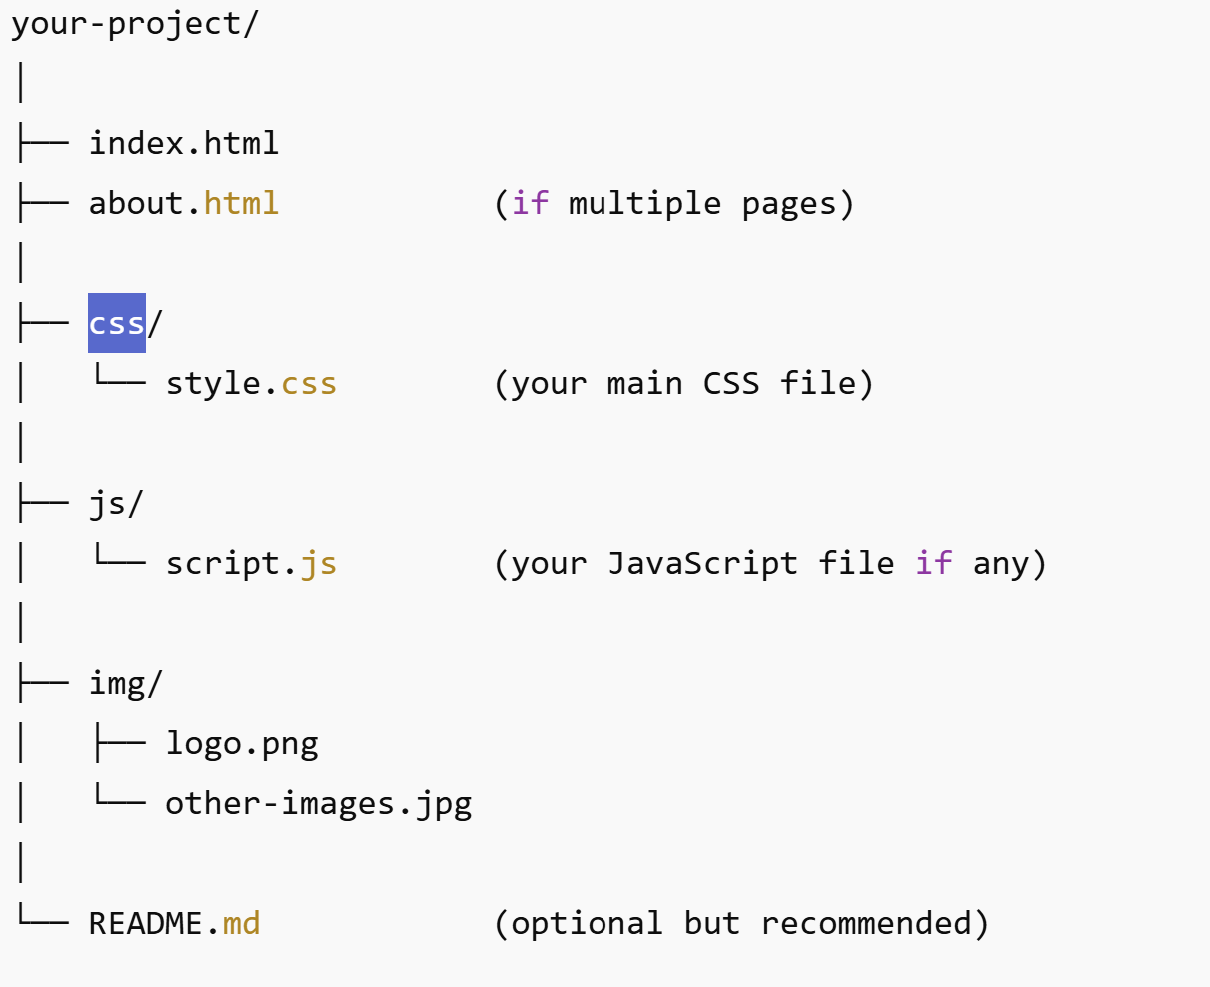 your-project/
│
├── index.html
├── about.html           (if multiple pages)
│
├── css/
│   └── style.css        (your main CSS file)
│
├── js/
│   └── script.js        (your JavaScript file if any)
│
├── img/
│   ├── logo.png
│   └── other-images.jpg
│
└── README.md            (optional but recommended)